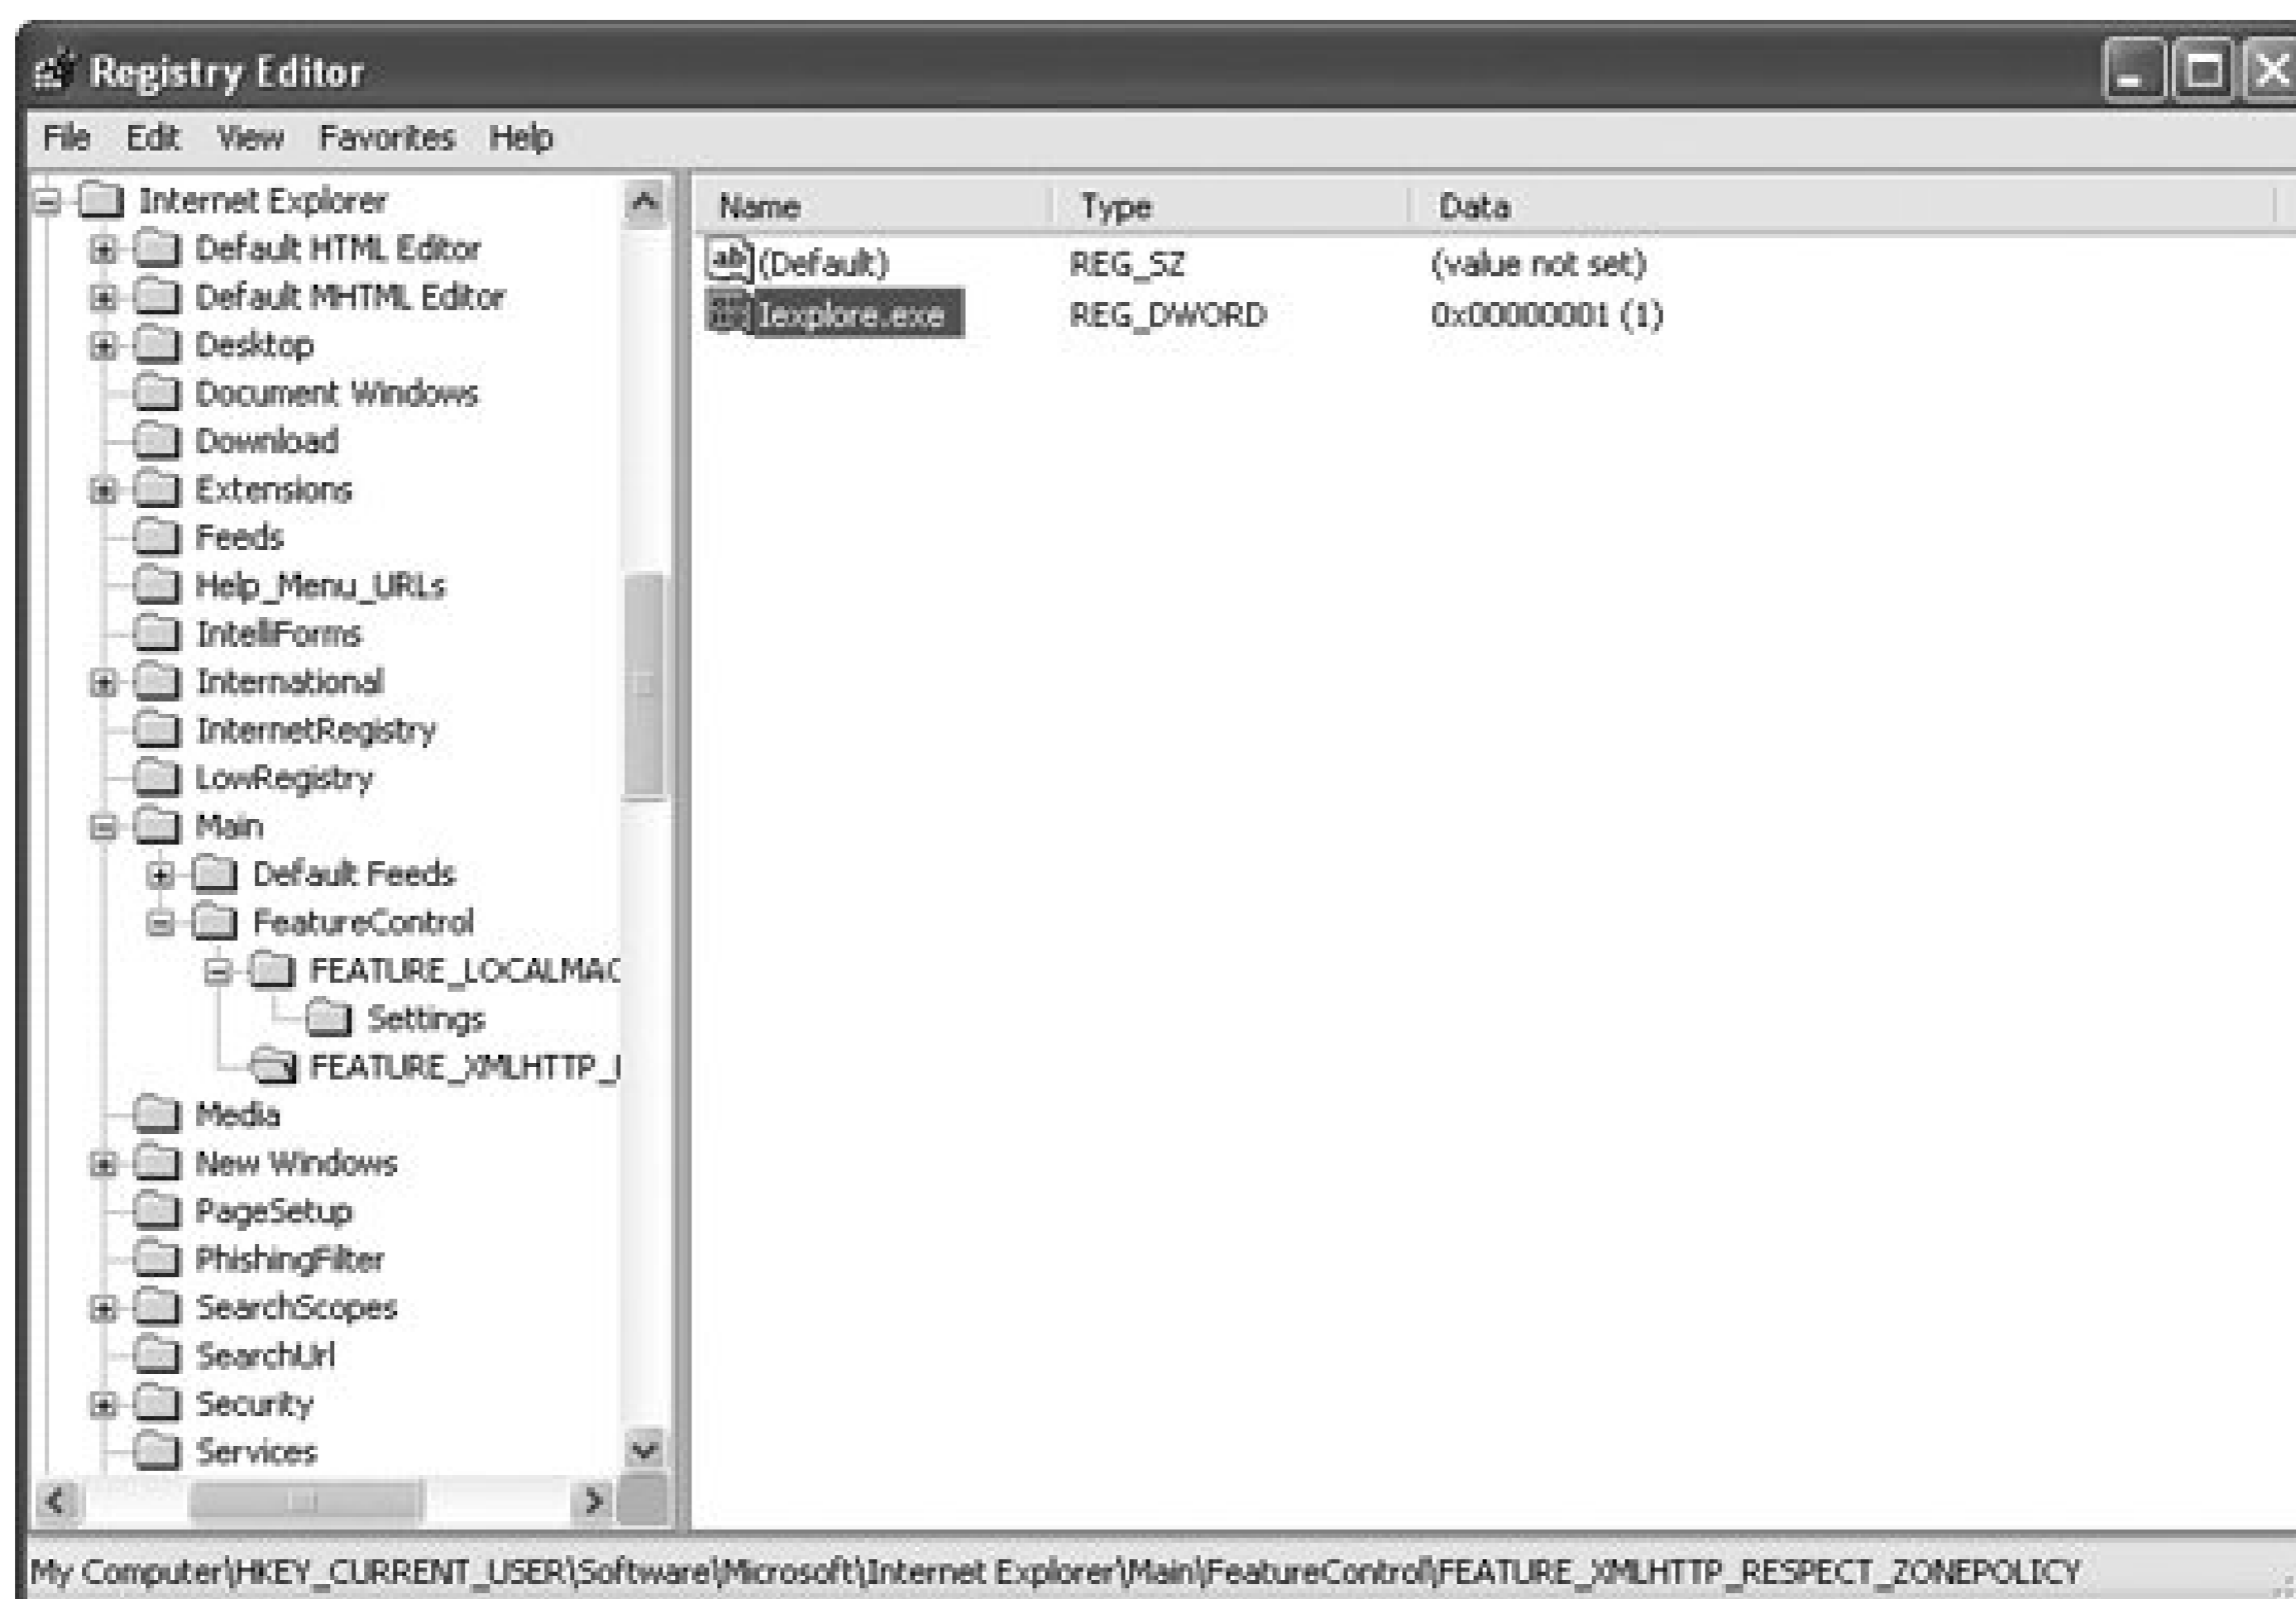 Registry Editor
File Edit View Favorites Help
Internet Explorer
Default HTML Editor
Default MHTML Editor
Desktop
Document Windows
Download
Extensions
Feeds
Help_Menu_URLs
IntelliForms
International
InternetRegistry
LowRegistry
Main
Default Feeds
FeatureControl
FEATURE_LOCALMAC
Settings
FEATURE_XMLHTTP_
Media
New Windows
PageSetup
PhishingFilter
SearchScopes
SearchUrl
Security
Services
Name Type Data
(Default) REG_SZ (value not set)
Iexplore.exe REG_DWORD 0x00000001 (1)
My Computer\HKEY_CURRENT_USER\Software\Microsoft\Internet Explorer\Main\FeatureControl\FEATURE_XMLHTTP_RESPECT_ZONEPOLICY